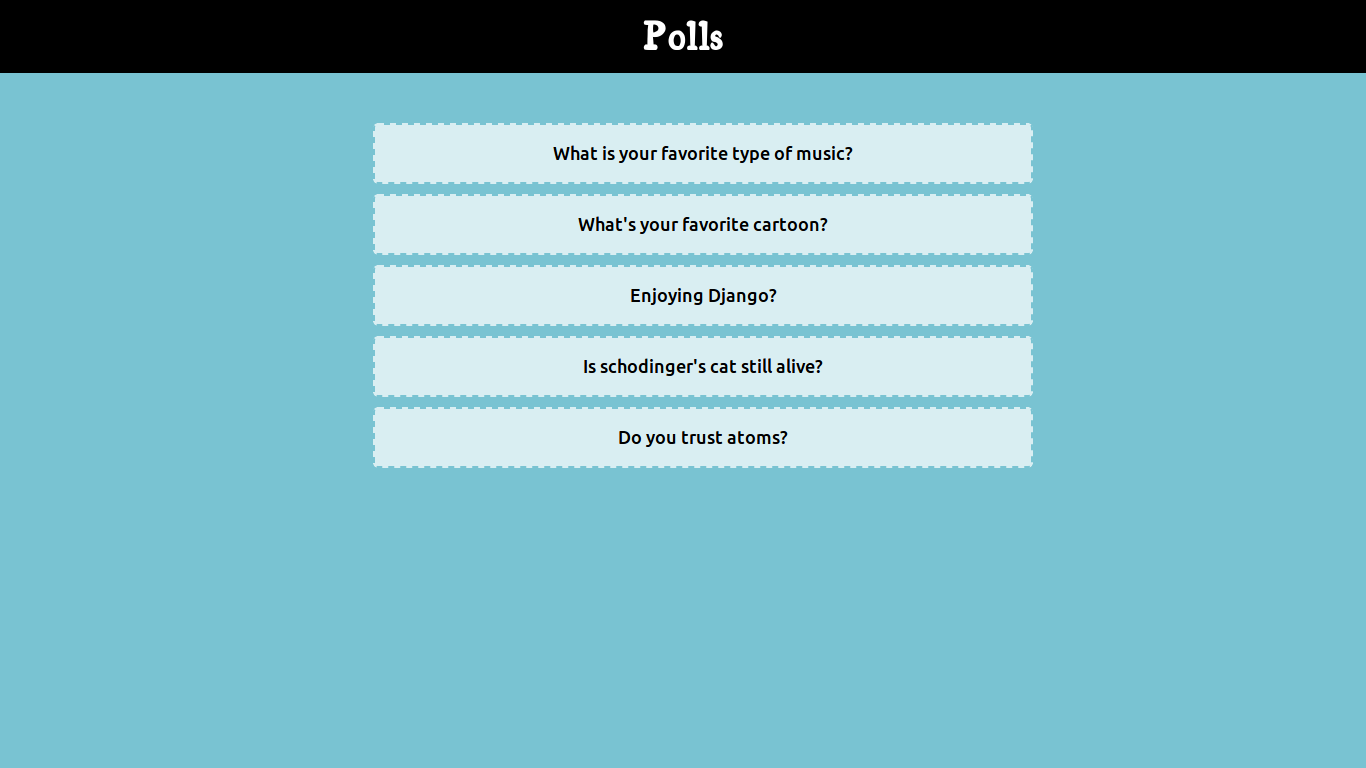 Polls
What is your favorite type of music?
What's your favorite cartoon?
Enjoying Django?
Is schodinger's cat still alive?
Do you trust atoms?